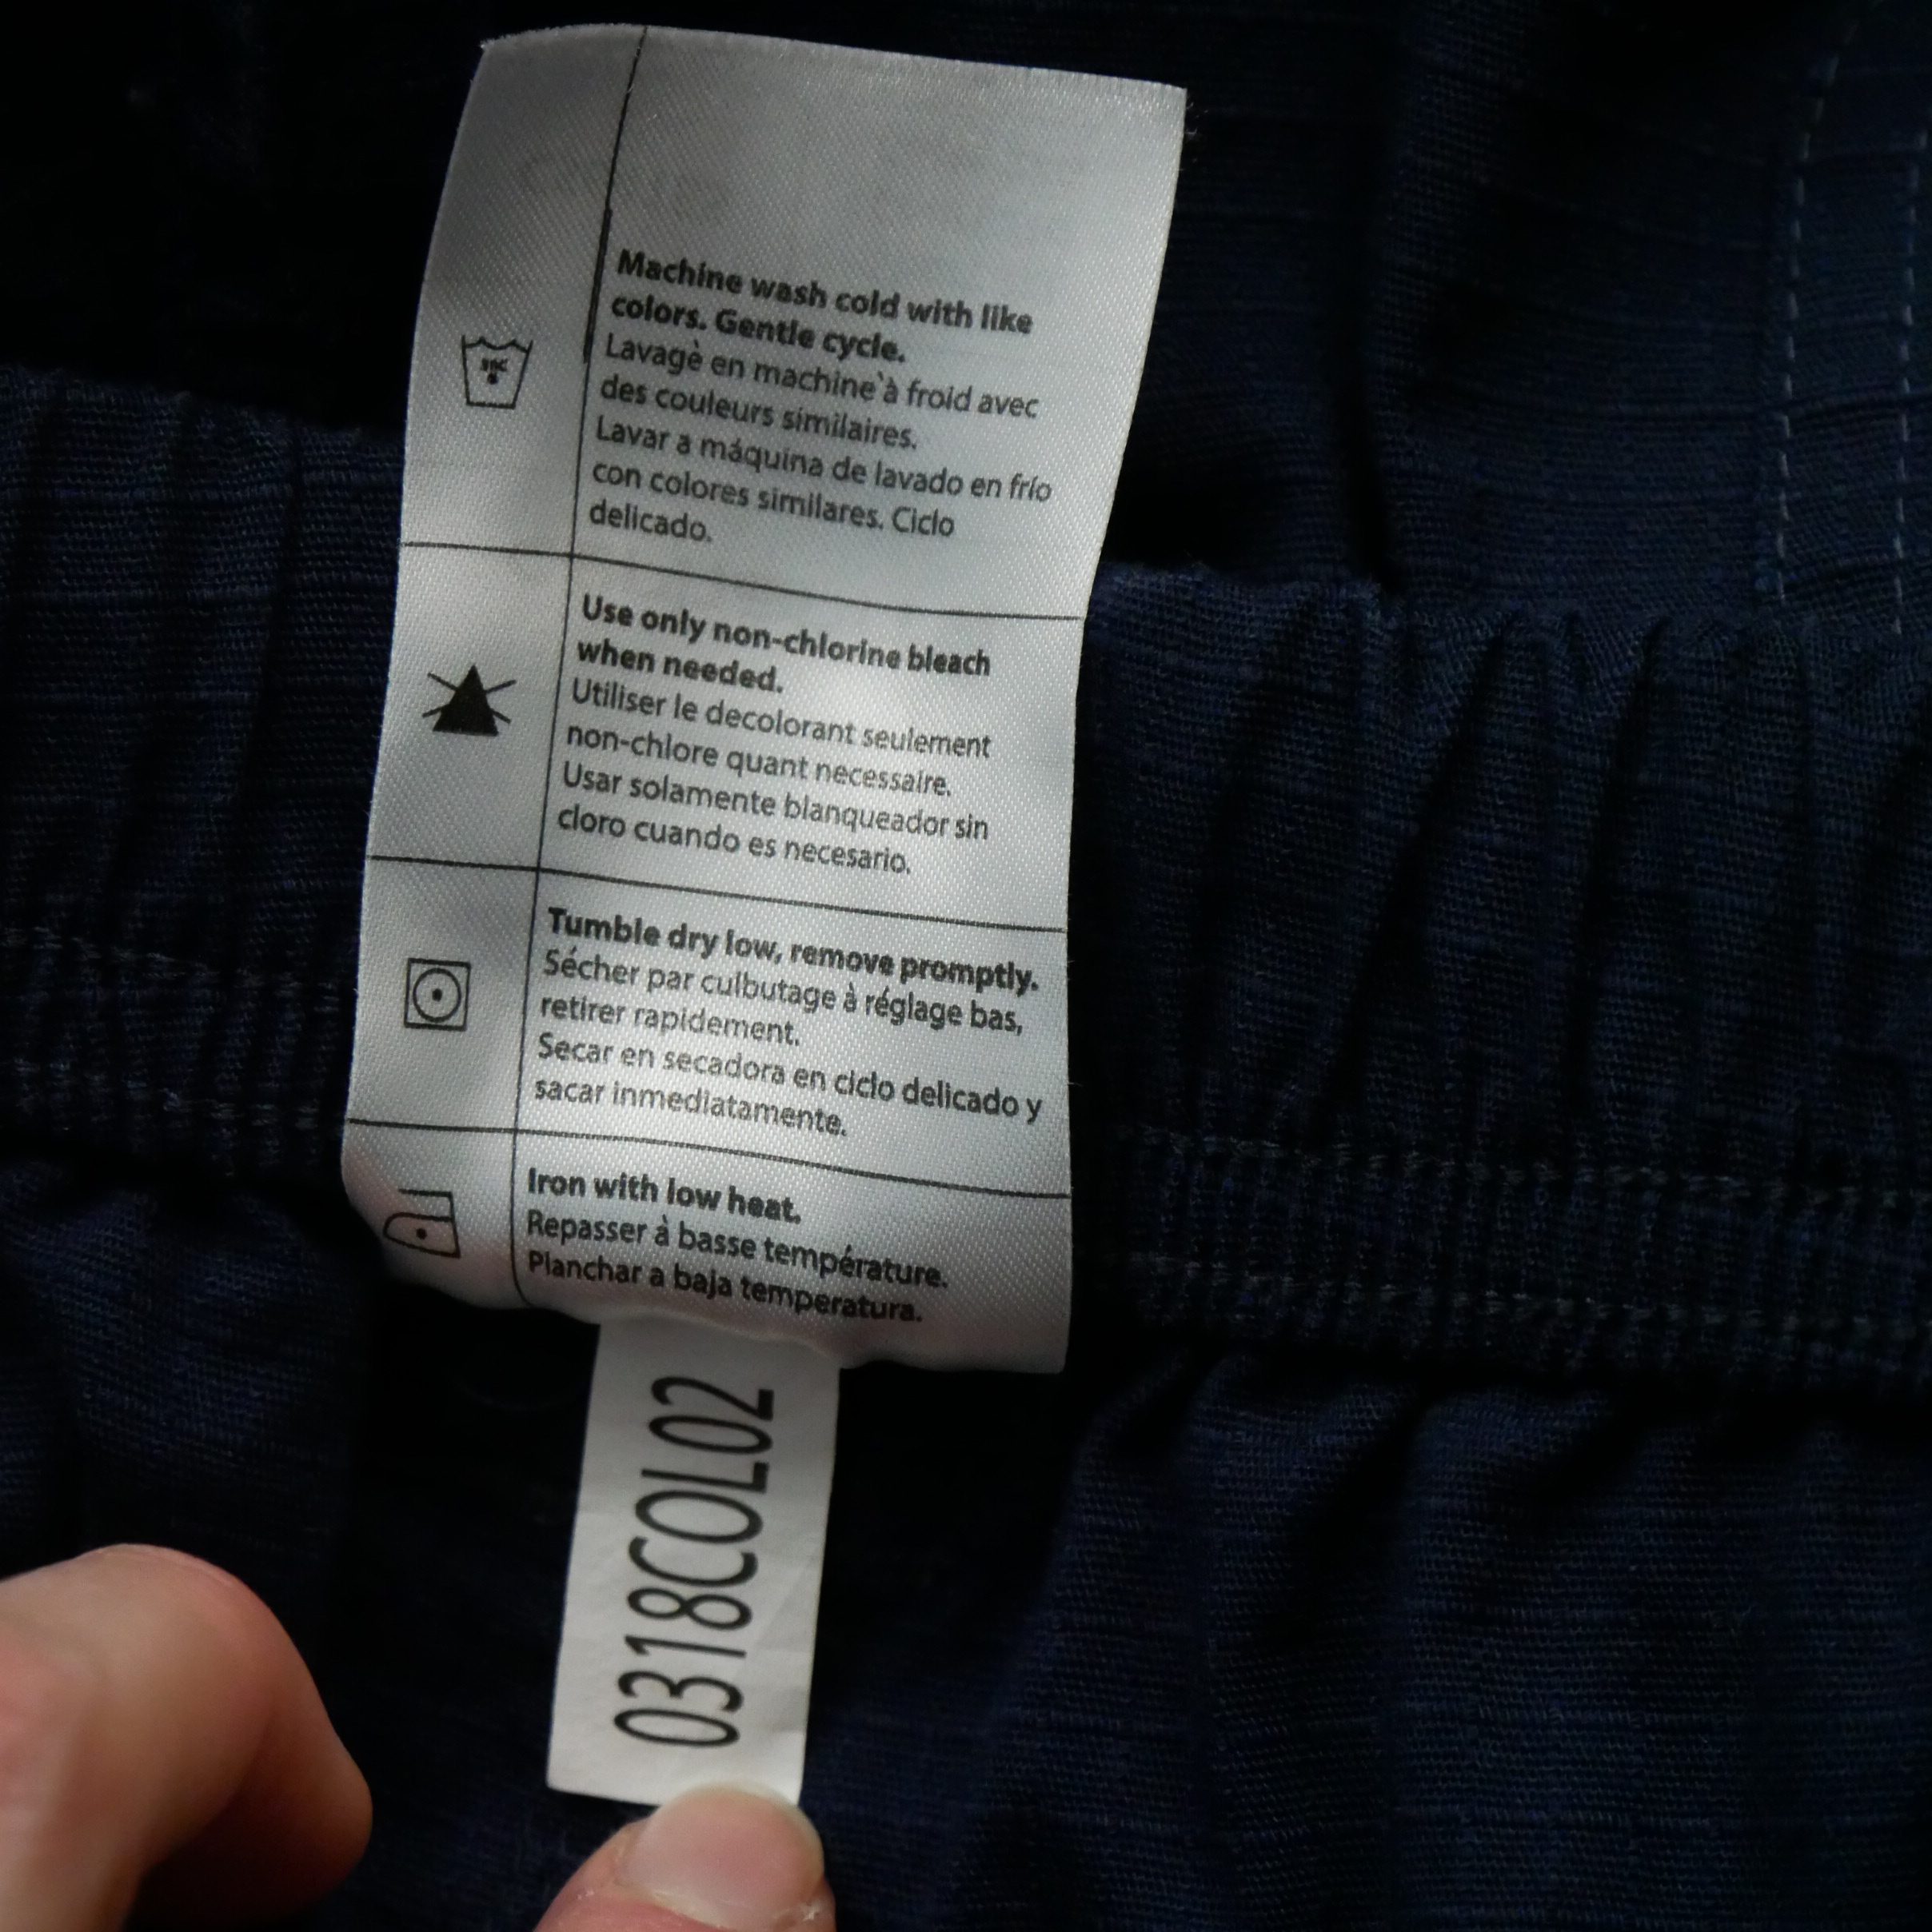 Machine wash cold with like
colors. Gentle cycle.
Lavagè en machine à froid avec
des couleurs similaires.
Lavar a máquina de lavado en frío
con colores similares. Ciclo
delicado.
Use only non-chlorine bleach
when needed.
Utiliser le decolorant seulement
non-chlore quant necessaire.
Usar solamente blanqueador sin
cloro cuando es necesario.
Tumble dry low, remove promptly.
Sécher par culbutage à réglage bas,
retirer rapidement.
Secar en secadora en ciclo delicado y
sacar inmediatamente.
Iron with low heat.
Repasser à basse température.
Planchar a baja temperatura.
0318COL02